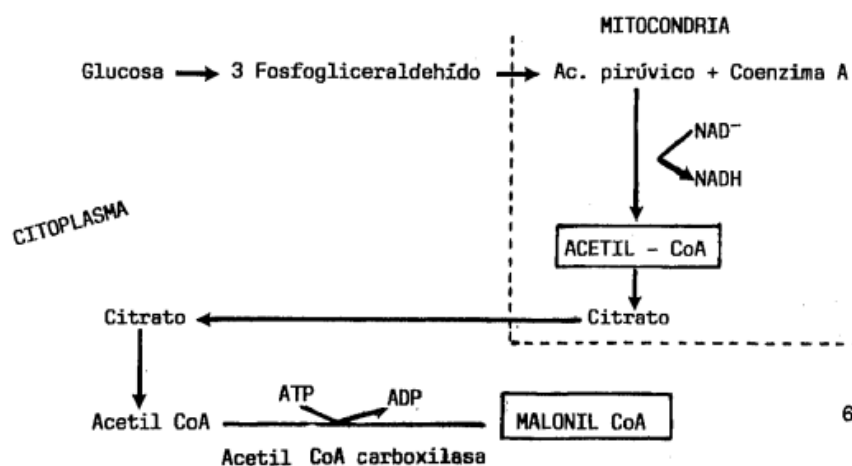 MITOCONDRIA
Glucosa → 3 Fosfogliceraldehído → Ac. pirúvico + Coenzima A
NAD⁻
NADH
CITOPLASMA
ACETIL - CoA
Citrato
Citrato
ATP
ADP
Acetil CoA
MALONIL CoA
6
Acetil CoA carboxilasa